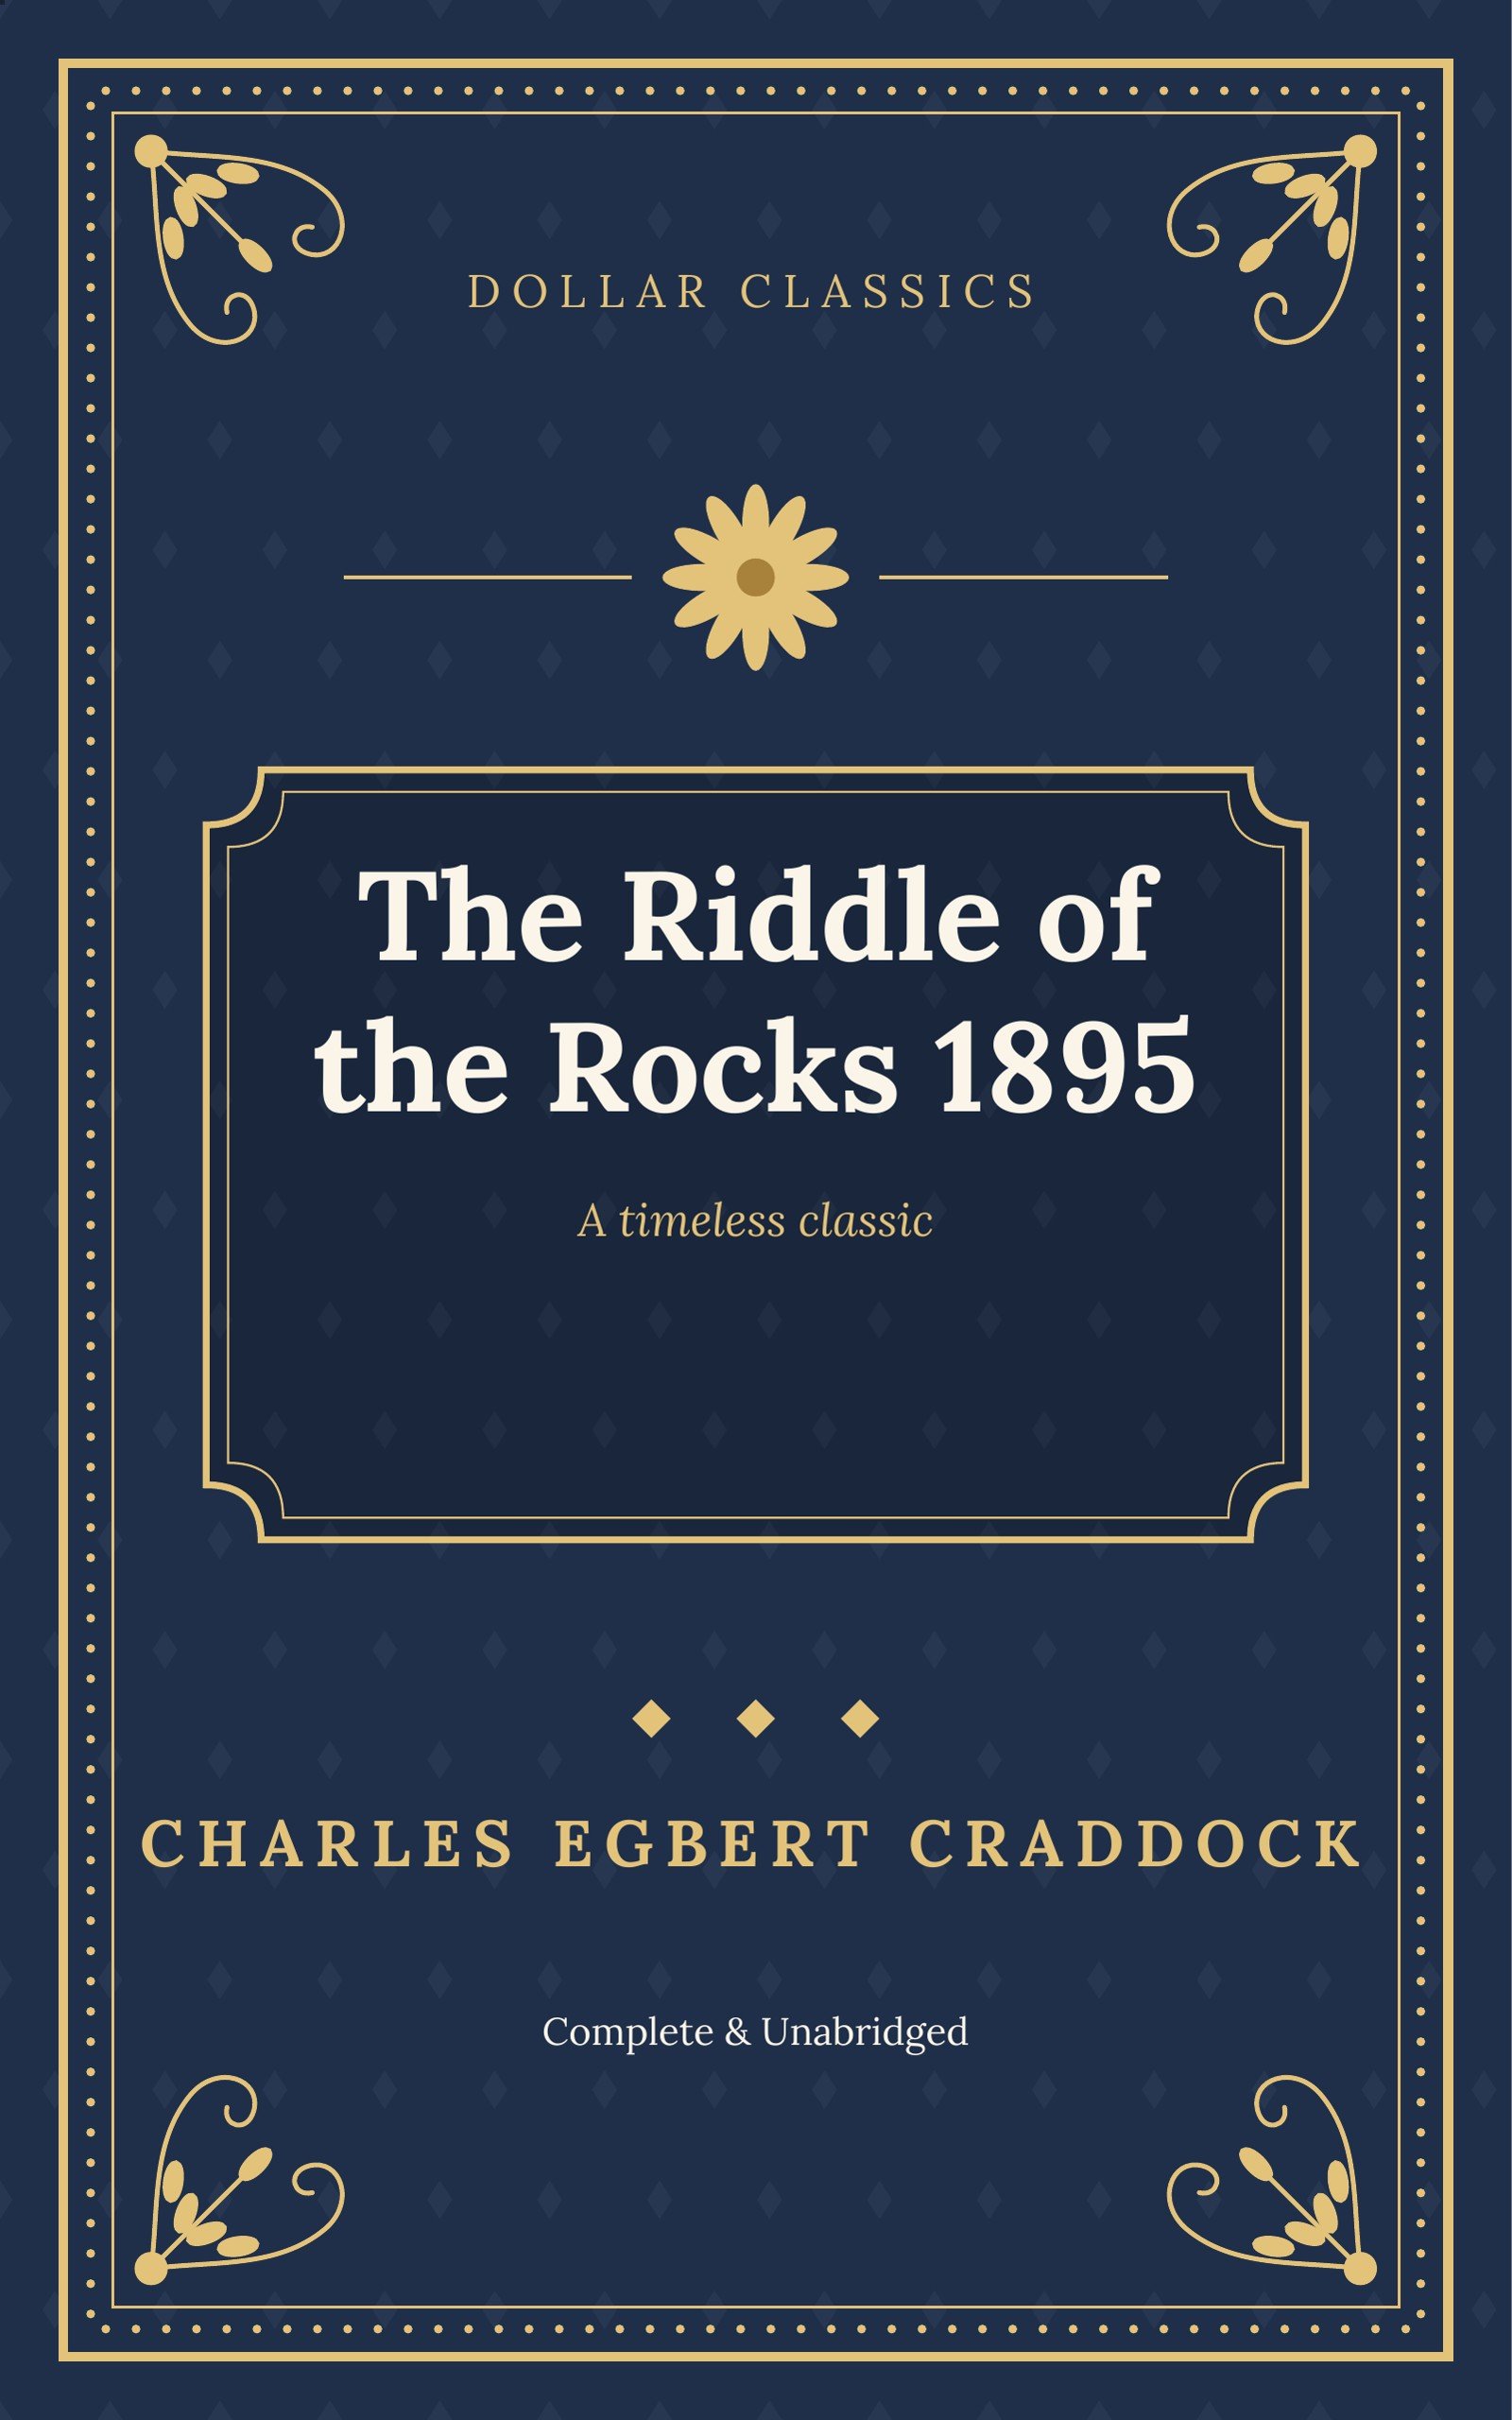 DOLLAR CLASSICS
The Riddle of
the Rocks 1895
A timeless classic
CHARLES EGBERT CRADDOCK
Complete & Unabridged